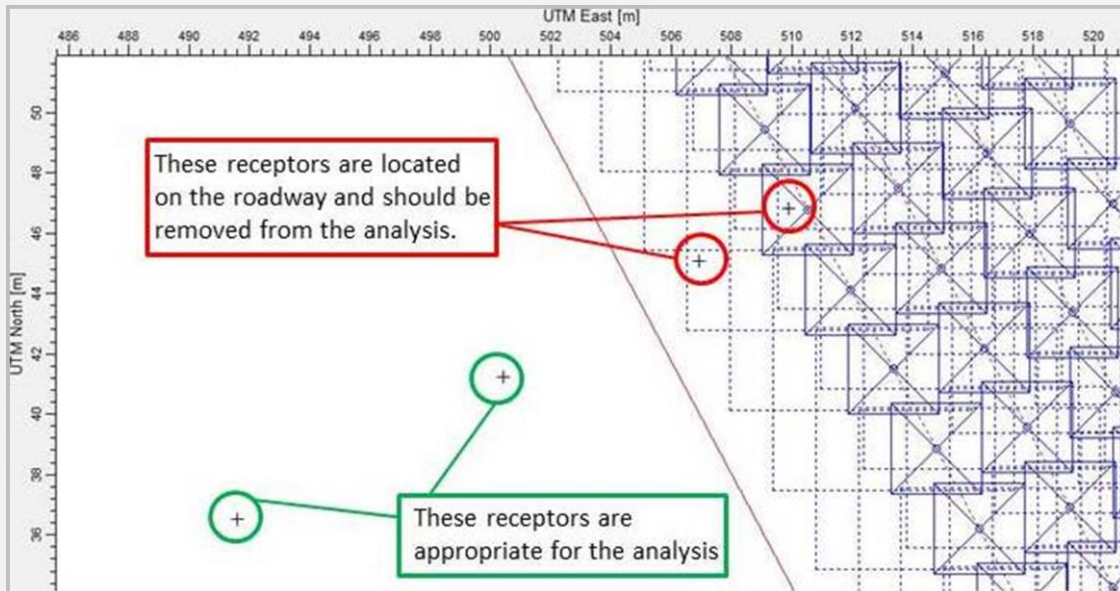 UTM East [m]
486 488 490 492 494 496 498 500 502 504 506 508 510 512 514 516 518 520
50
48
46
44
42
40
38
36
UTM North [m]
These receptors are located
on the roadway and should be
removed from the analysis.
These receptors are
appropriate for the analysis